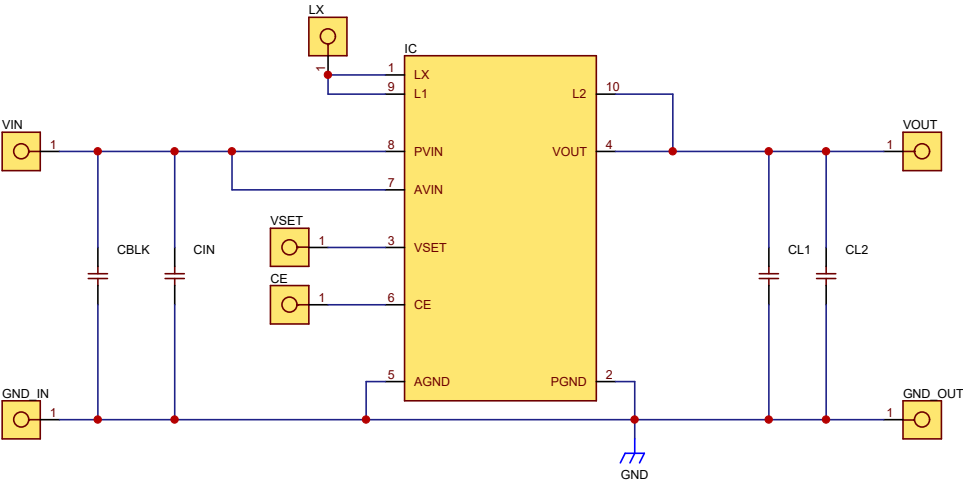 LX
1
IC
1 LX
9 L1
L2 10
VIN
1
8 PVIN
VOUT 4
VOUT
1
7 AVIN
VSET
1
3 VSET
CBLK
CIN
CL1
CL2
CE
1
6 CE
5 AGND
PGND 2
GND_IN
1
GND_OUT
1
GND